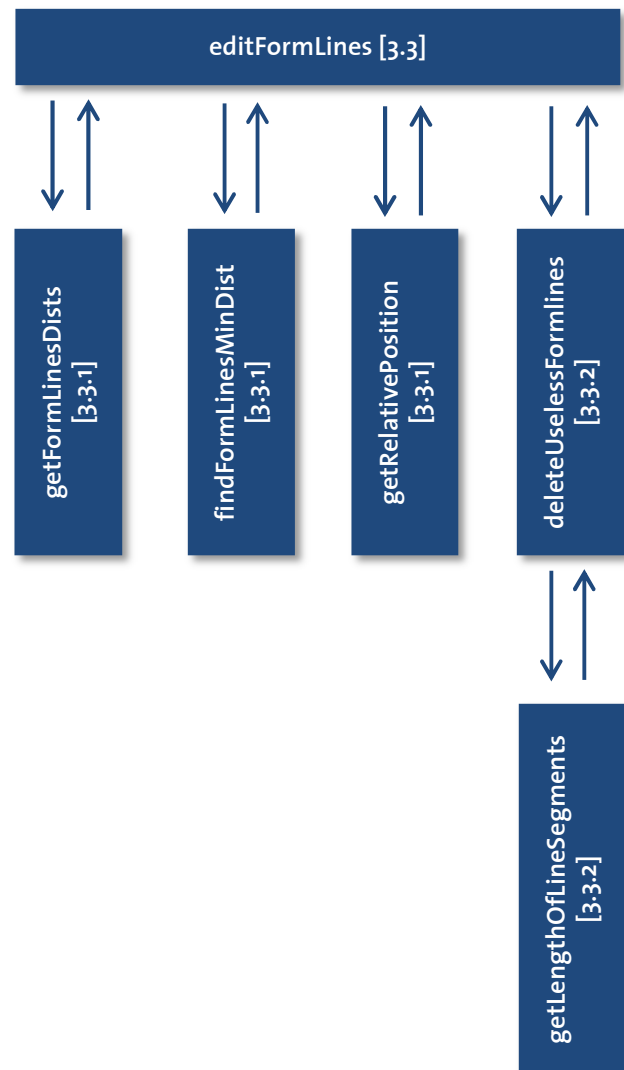 editFormLines [3.3]
getFormLinesDists
[3.3.1]
findFormLinesMinDist
[3.3.1]
getRelativePosition
[3.3.1]
deleteUselessFormlines
[3.3.2]
getLengthOfLineSegments
[3.3.2]